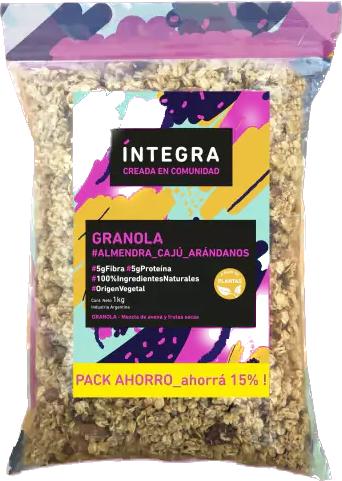 ÍNTEGRA
CREADA EN COMUNIDAD
GRANOLA
#ALMENDRA_CAJÚ_ARÁNDANOS
#5gFibra #5gProteína
#100%IngredientesNaturales
#OrigenVegetal
Cont. Neto 1kg
Industria Argentina
PLANTAS
GRANOLA - Mezcla de avena y frutas secas
PACK AHORRO_ahorrá 15% !